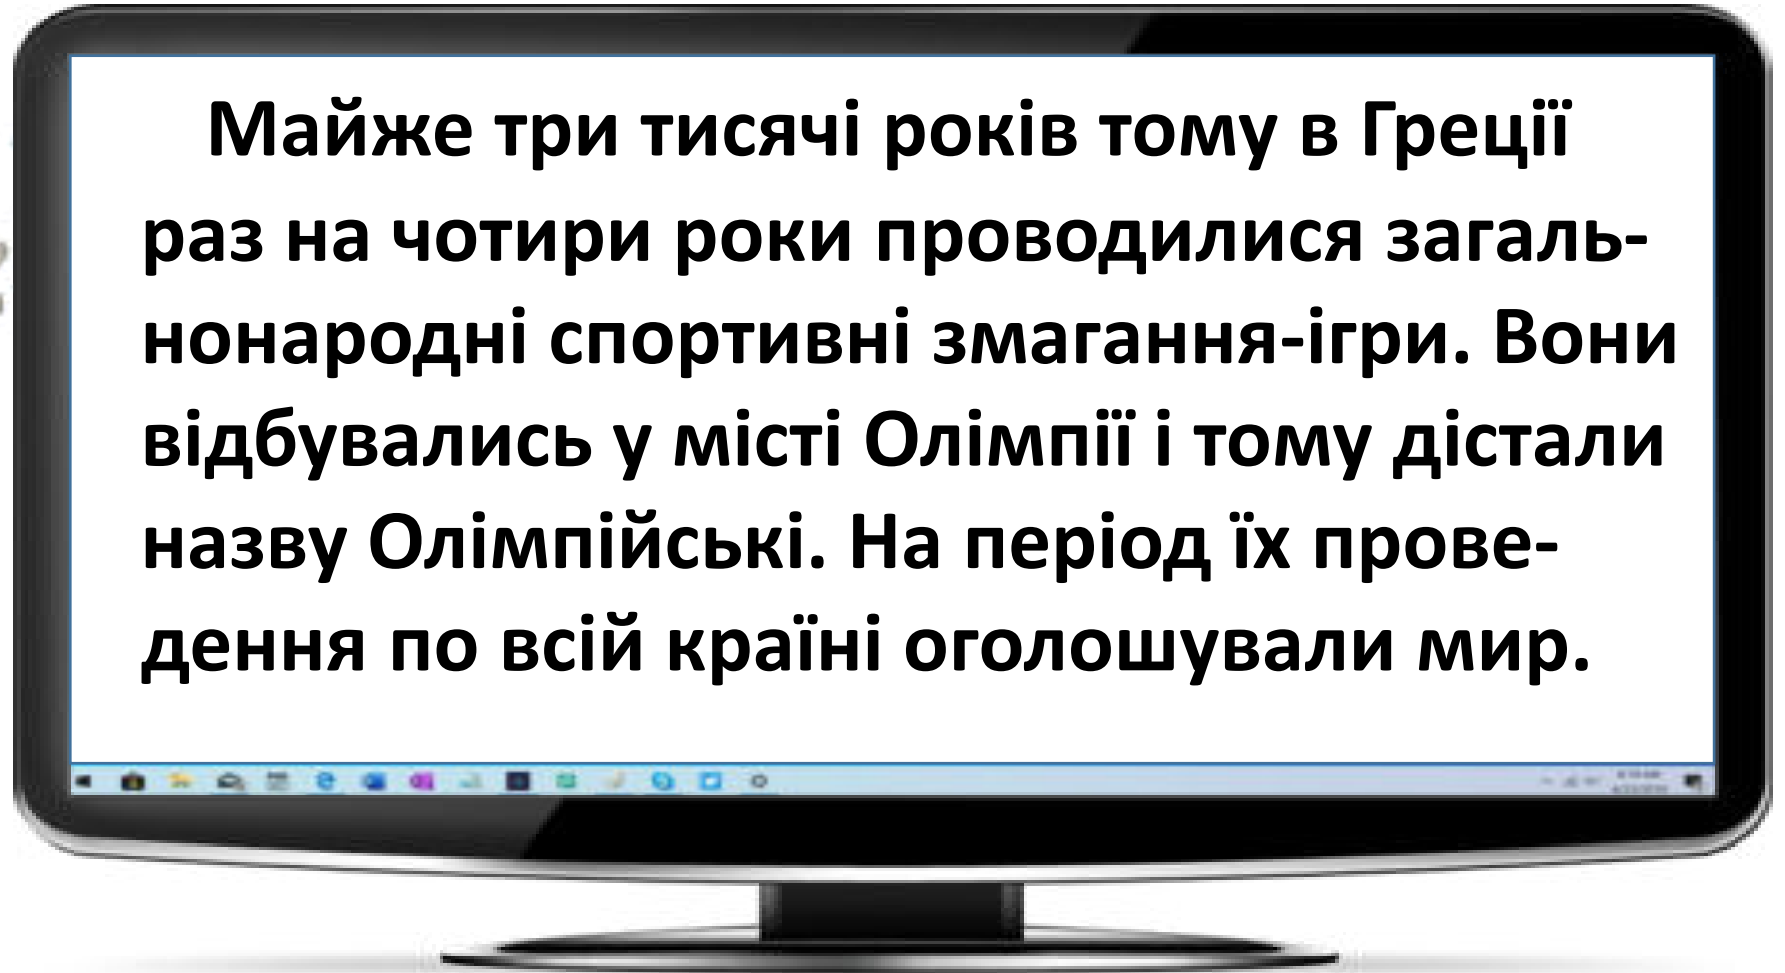 Майже три тисячі років тому в Греції
раз на чотири роки проводилися загаль-
нонародні спортивні змагання-ігри. Вони
відбувались у місті Олімпії і тому дістали
назву Олімпійські. На період їх прове-
дення по всій країні оголошували мир.